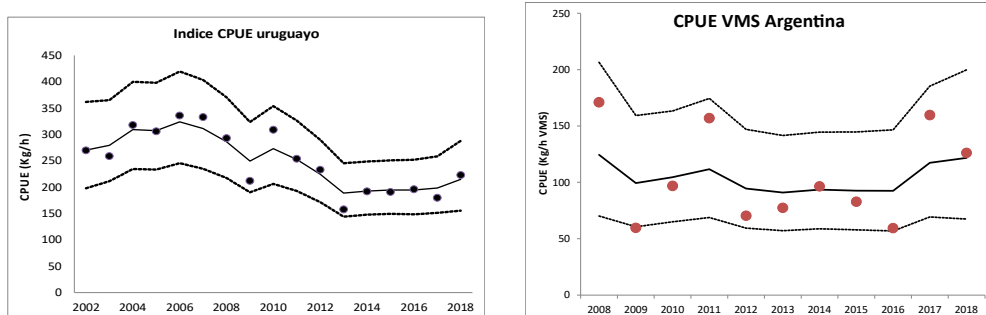 Indice CPUE uruguayo
CPUE (Kg/h)
450
400
350
300
250
200
150
100
50
0
2002 2004 2006 2008 2010 2012 2014 2016 2018
CPUE VMS Argentina
CPUE (Kg/h VMS)
250
200
150
100
50
0
2008 2009 2010 2011 2012 2013 2014 2015 2016 2017 2018